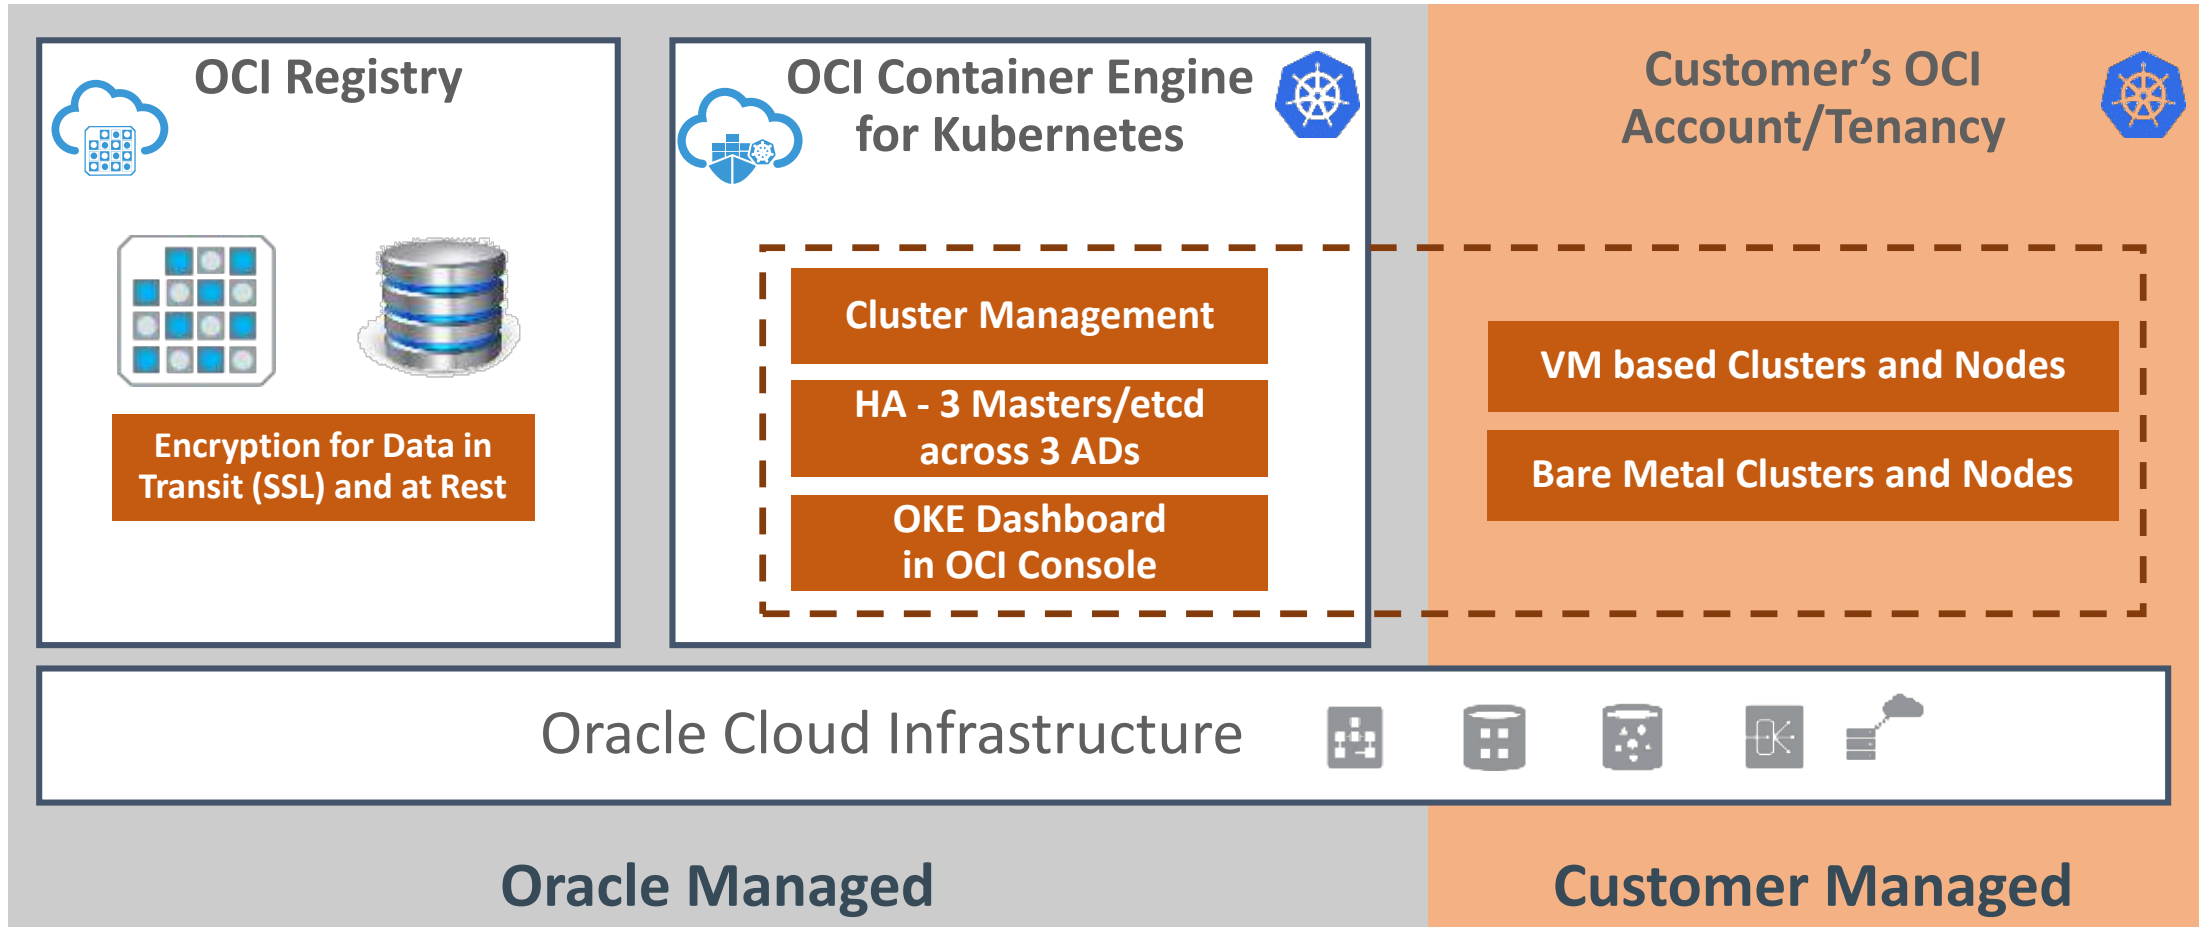 OCI Registry
Encryption for Data in
Transit (SSL) and at Rest
OCI Container Engine
for Kubernetes
Cluster Management
HA - 3 Masters/etcd
across 3 ADs
OKE Dashboard
in OCI Console
Customer’s OCI
Account/Tenancy
VM based Clusters and Nodes
Bare Metal Clusters and Nodes
Oracle Cloud Infrastructure
Oracle Managed
Customer Managed